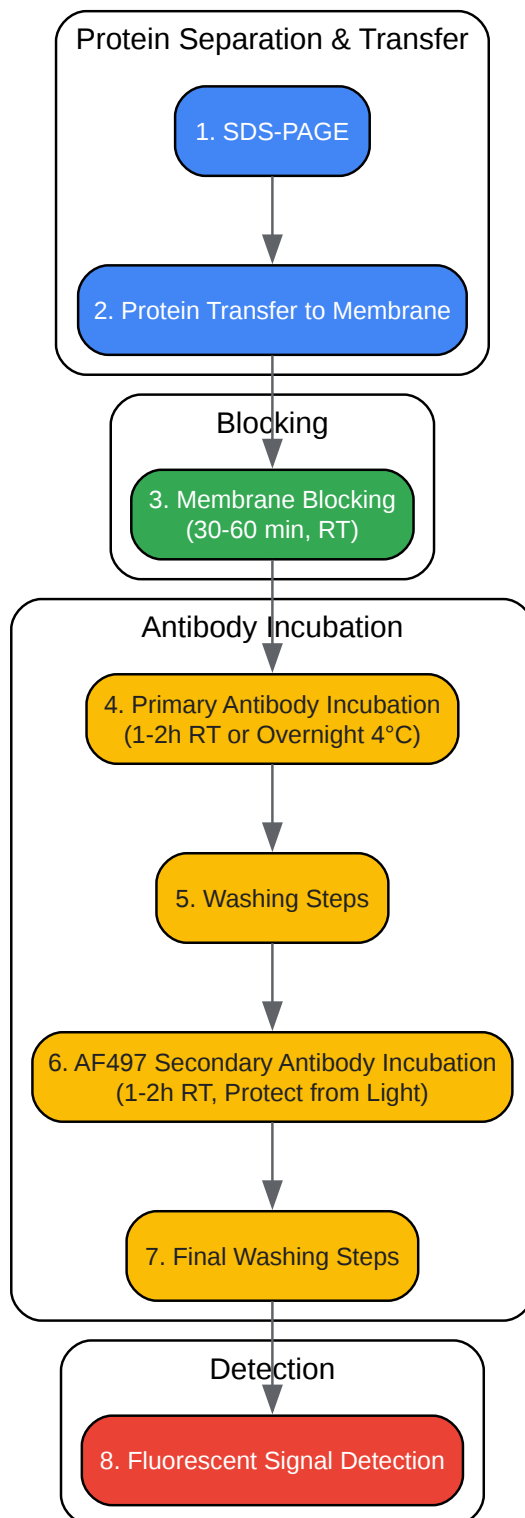 Protein Separation & Transfer
1. SDS-PAGE
2. Protein Transfer to Membrane
Blocking
3. Membrane Blocking
(30-60 min, RT)
Antibody Incubation
4. Primary Antibody Incubation
(1-2h RT or Overnight 4°C)
5. Washing Steps
6. AF497 Secondary Antibody Incubation
(1-2h RT, Protect from Light)
7. Final Washing Steps
Detection
8. Fluorescent Signal Detection